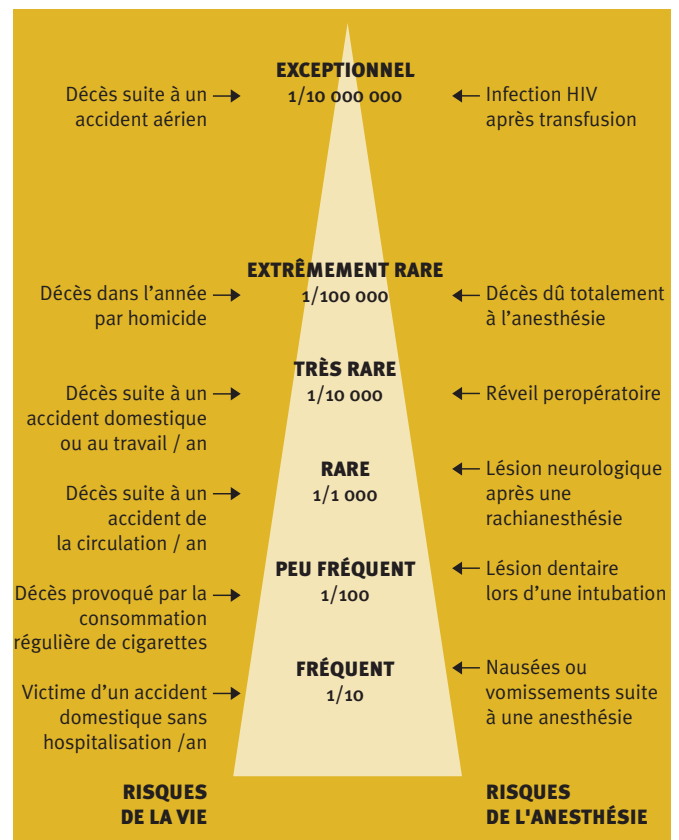 EXCEPTIONNEL
1/10 000 000
Décès suite à un
accident aérien
Infection HIV
après transfusion
EXTRÊMEMENT RARE
1/100 000
Décès dans l’année
par homicide
Décès dû totalement
à l’anesthésie
TRÈS RARE
1/10 000
Décès suite à un
accident domestique
ou au travail / an
Réveil peropératoire
RARE
1/1 000
Décès suite à un
accident de
la circulation / an
Lésion neurologique
après une
rachianesthésie
PEU FRÉQUENT
1/100
Décès provoqué par la
consommation
régulière de cigarettes
Lésion dentaire
lors d’une intubation
FRÉQUENT
1/10
Victime d’un accident
domestique sans
hospitalisation /an
Nausées ou
vomissements suite
à une anesthésie
RISQUES
DE LA VIE
RISQUES
DE L'ANESTHÉSIE